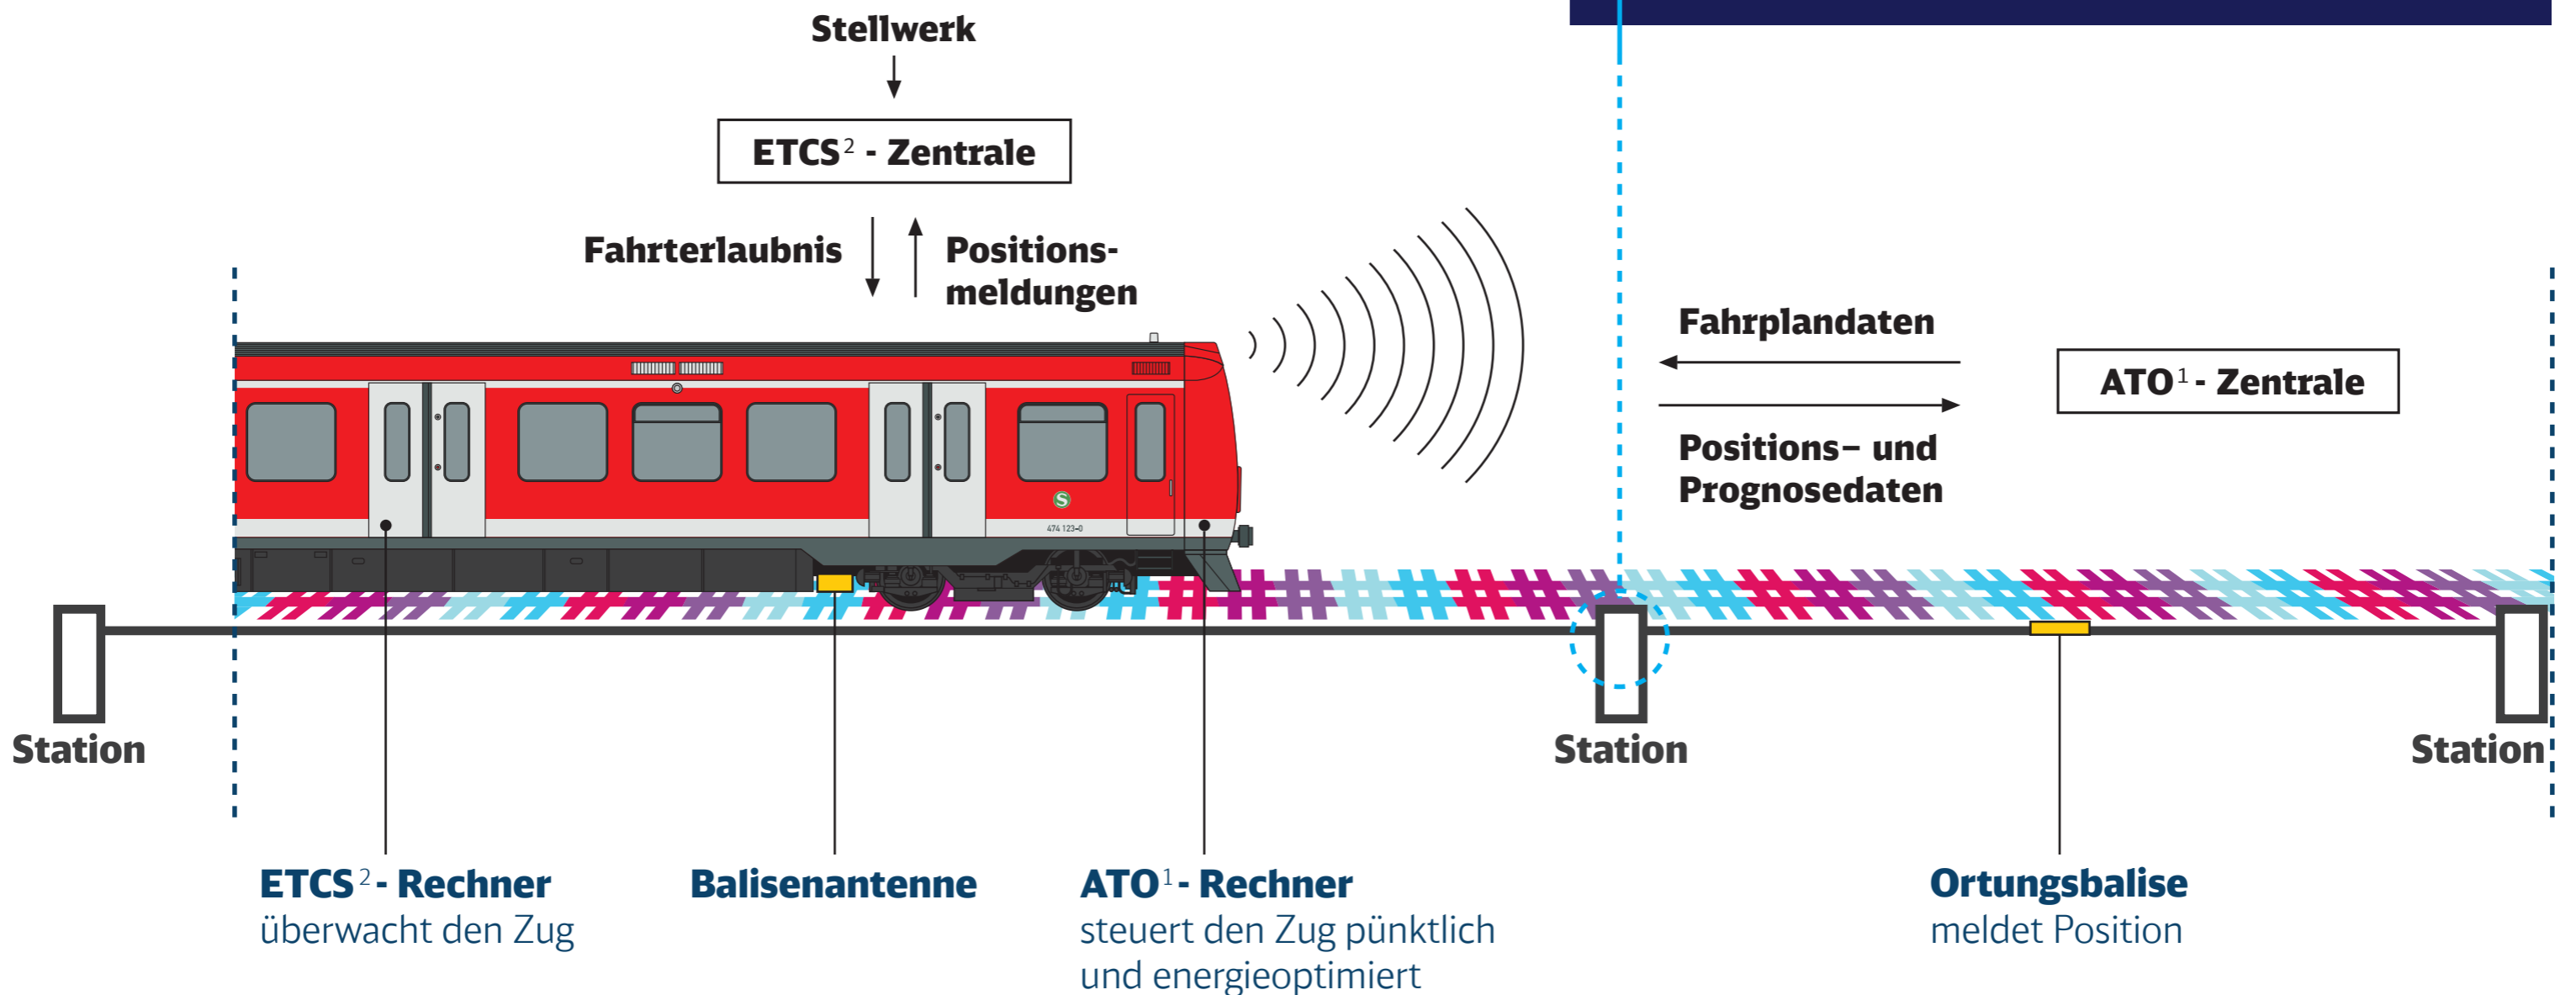 Stellwerk
ETCS² - Zentrale
Fahrterlaubnis
Positions-
meldungen
Fahrplandaten
ATO¹ - Zentrale
Positions– und
Prognosedaten
S
474 123-0
Station
Station
Station
ETCS² - Rechner
überwacht den Zug
Balisenantenne
ATO¹ - Rechner
steuert den Zug pünktlich
und energieoptimiert
Ortungsbalise
meldet Position